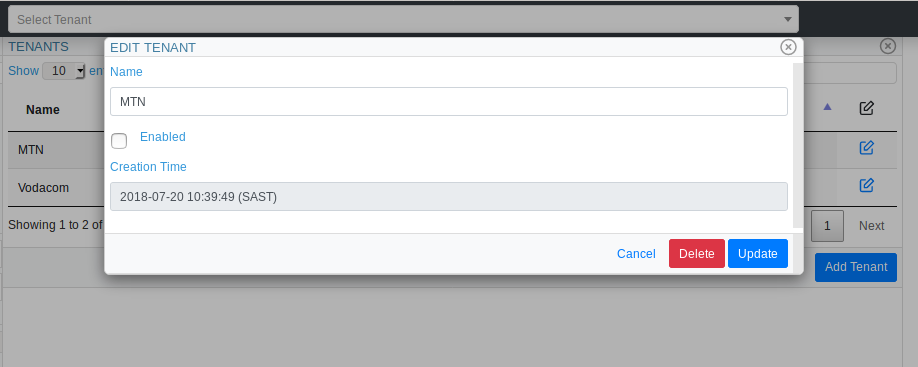 Select Tenant
TENANTS
EDIT TENANT
Show 10 en
Name
Name
MTN
Enabled
MTN
Creation Time
Vodacom
2018-07-20 10:39:49 (SAST)
Showing 1 to 2 of
1
Next
Cancel
Delete
Update
Add Tenant